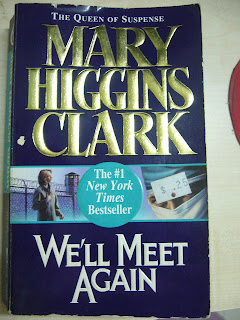 THE QUEEN OF SUSPENSE
MARY
HIGGINS
CLARK
The #1
New York
Times
Bestseller
WE'LL MEET
AGAIN